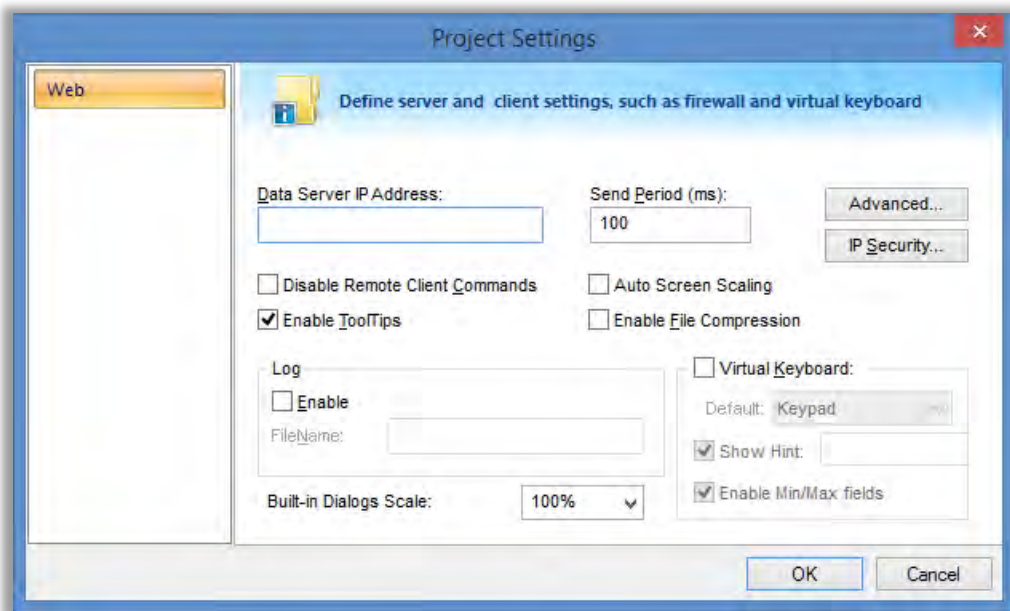 Project Settings
Web
Define server and client settings, such as firewall and virtual keyboard
Data Server IP Address:
Send Period (ms):
100
Advanced...
IP Security...
Disable Remote Client Commands
Auto Screen Scaling
Enable ToolTips
Enable File Compression
Log
Enable
FileName:
Virtual Keyboard:
Default: Keypad
Show Hint:
Enable Min/Max fields
Built-in Dialogs Scale:
100%
OK
Cancel